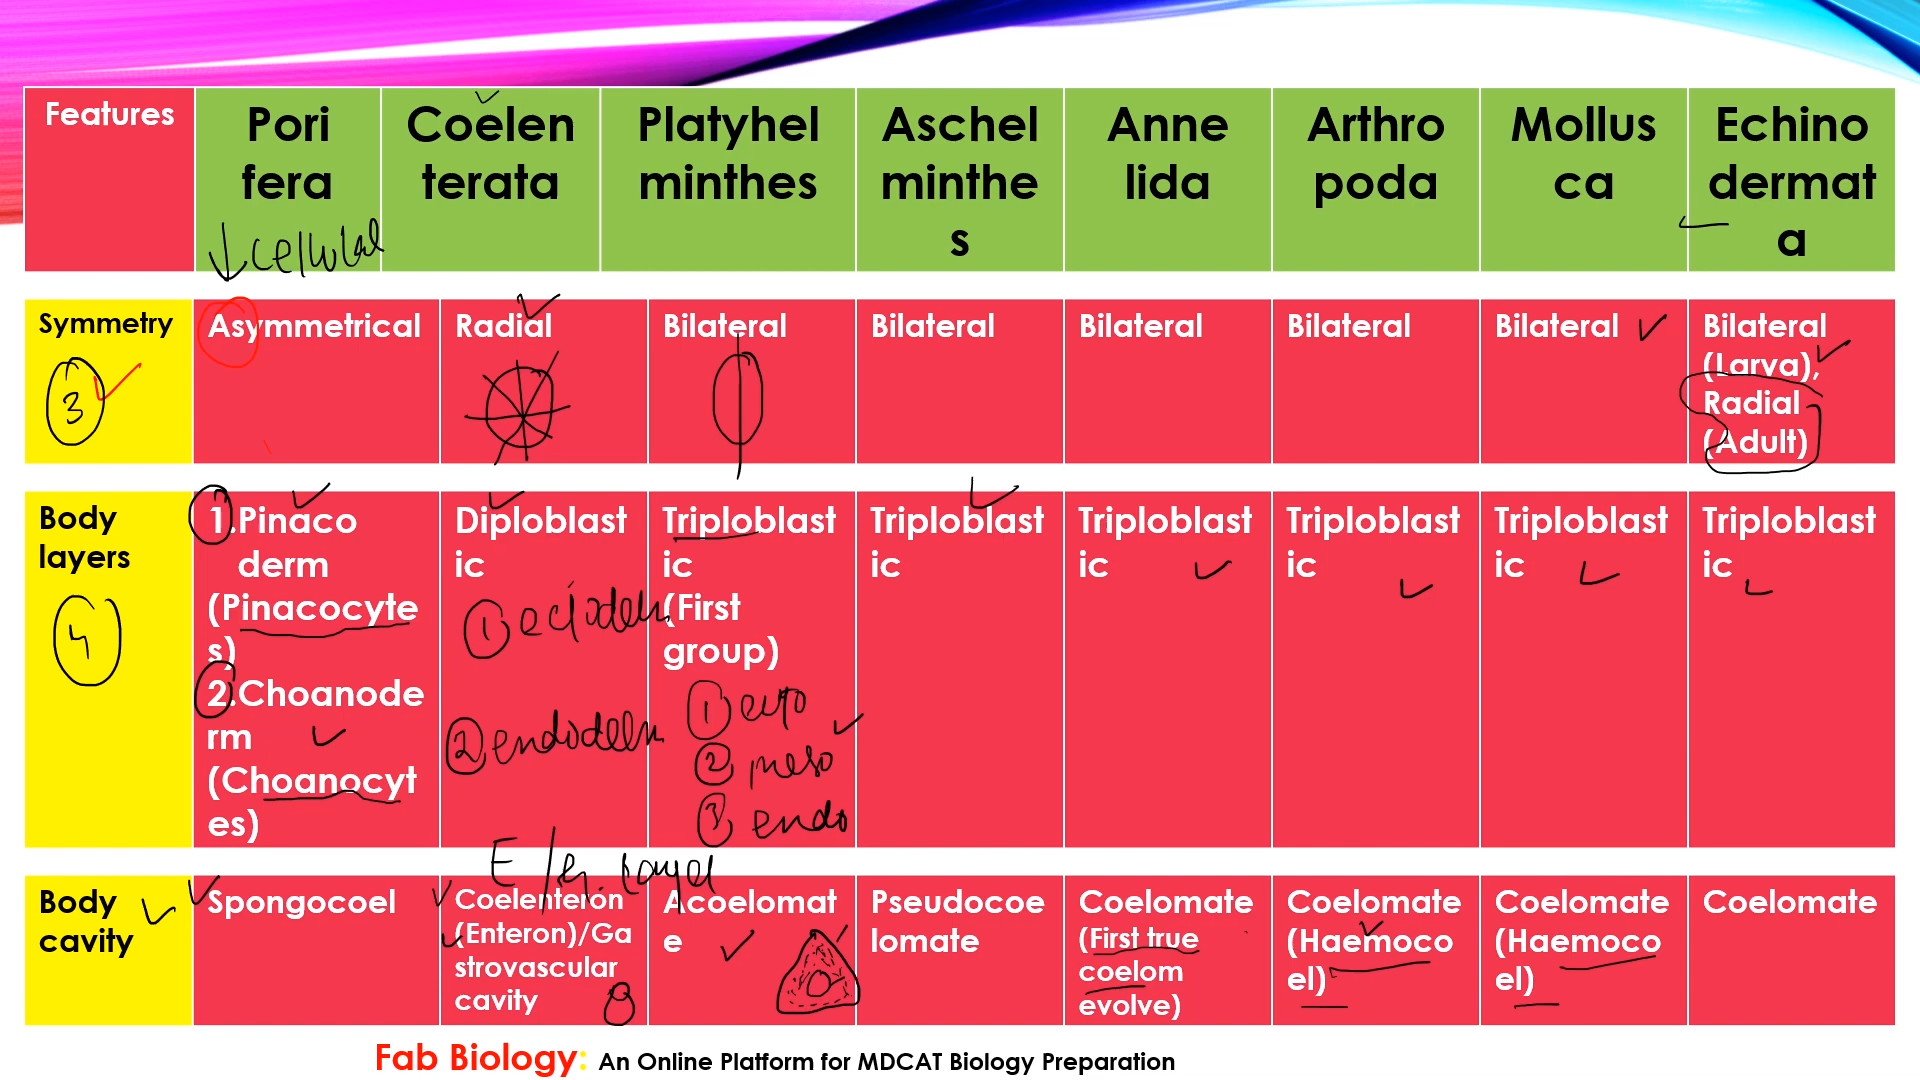 Features
Pori
fera
Coelen
terata
Platyhel
minthes
Aschel
minthe
s
Anne
lida
Arthro
poda
Mollus
ca
Echino
dermat
a
cellular
Symmetry
3
Asymmetrical
Radial
Bilateral
Bilateral
Bilateral
Bilateral
Bilateral
Bilateral
(Larva),
Radial
(Adult)
Body
layers
4
1.Pinaco
derm
(Pinacocyte
s)
2.Choanode
rm
(Choanocyt
es)
Diploblast
ic
1 ectoderm
2 endoderm
Triploblast
ic
(First
group)
1 ecto
2 meso
3 endo
Triploblast
ic
Triploblast
ic
Triploblast
ic
Triploblast
ic
Triploblast
ic
Body
cavity
Spongocoel
Coelenteron
(Enteron)/Ga
strovascular
cavity
Acoelomat
e
Pseudocoe
lomate
Coelomate
(First true
coelom
evolve)
Coelomate
(Haemoco
el)
Coelomate
(Haemoco
el)
Coelomate
Fab Biology: An Online Platform for MDCAT Biology Preparation